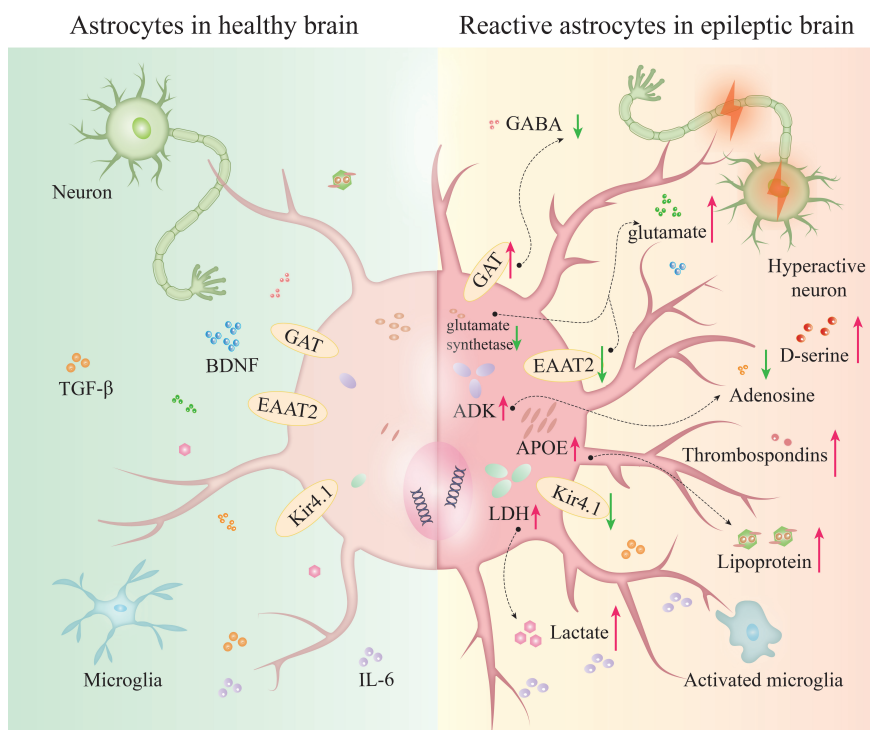 Astrocytes in healthy brain
Reactive astrocytes in epileptic brain
Neuron
TGF-β
BDNF
GAT
EAAT2
Kir4.1
Microglia
IL-6
GABA
GAT
glutamate
Hyperactive
neuron
glutamate
synthetase
EAAT2
D-serine
ADK
Adenosine
APOE
Thrombospondins
Kir4.1
LDH
Lipoprotein
Lactate
Activated microglia